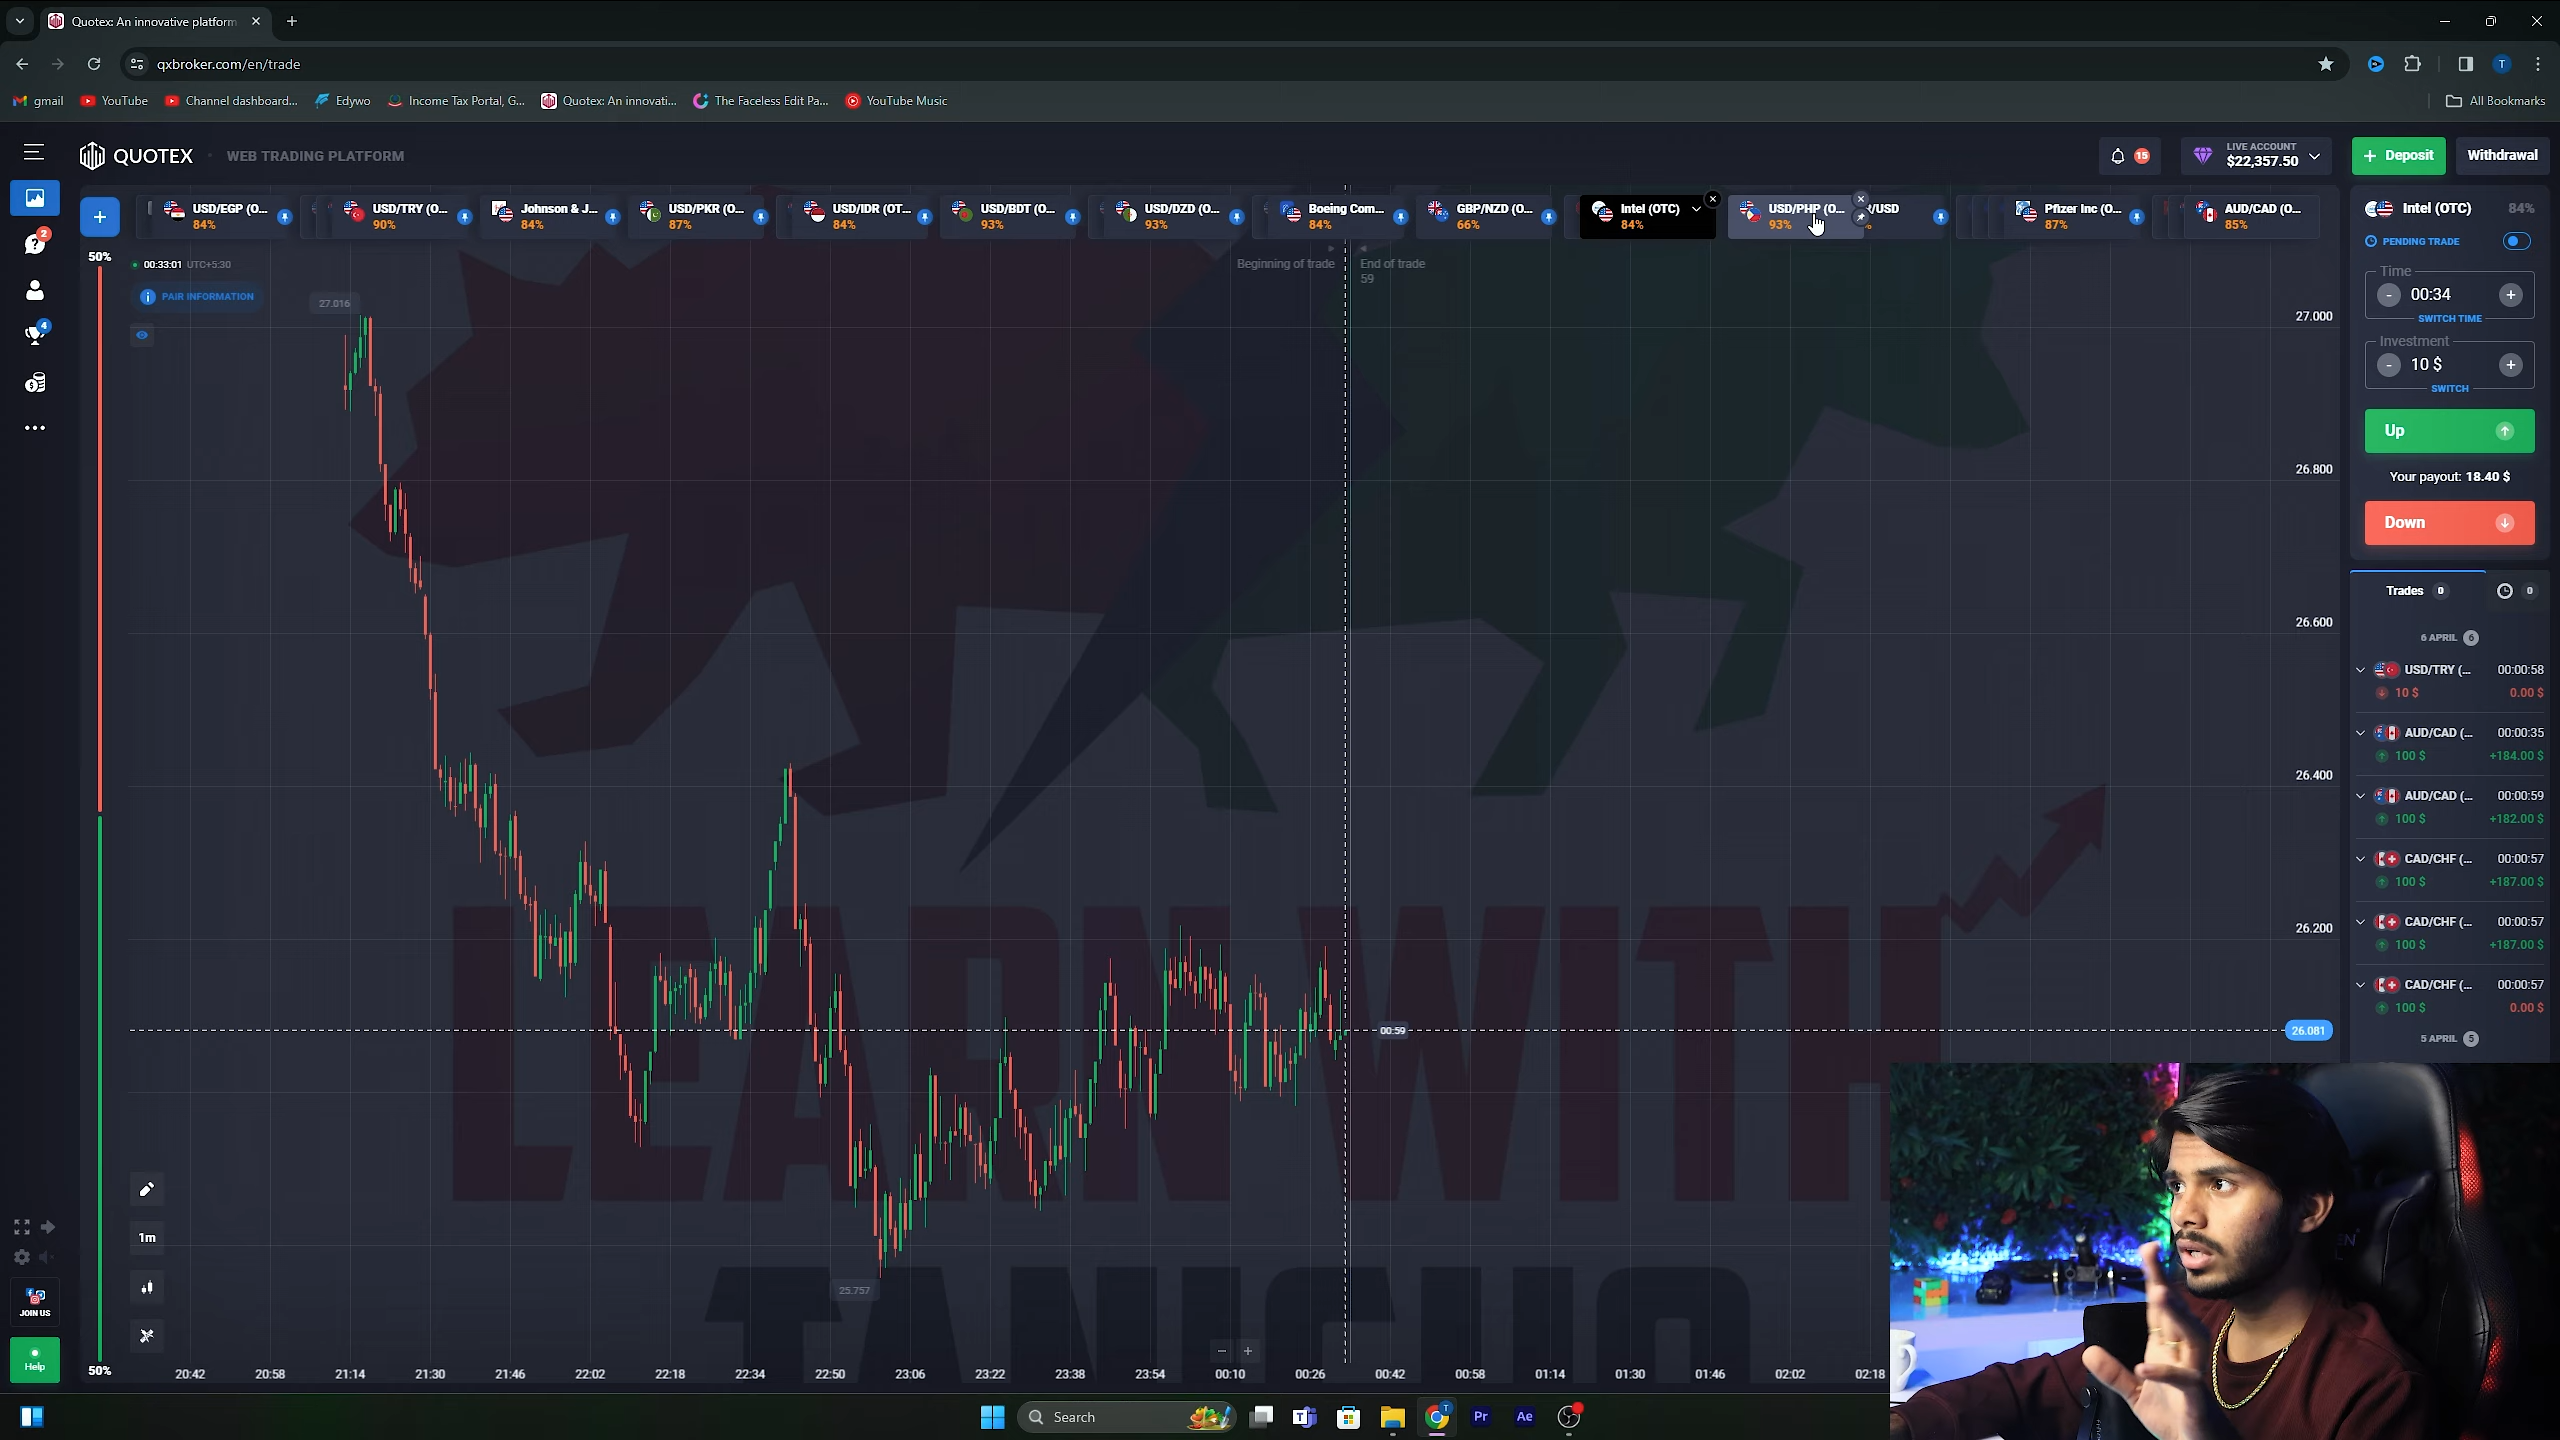 Quotex: An innovative platform
qxbroker.com/en/trade
gmail
YouTube
Channel dashboard...
Edywo
Income Tax Portal, G...
Quotex: An innovati...
The Faceless Edit Pa...
YouTube Music
All Bookmarks
QUOTEX
WEB TRADING PLATFORM
15
LIVE ACCOUNT
$22,357.50
+ Deposit
Withdrawal
USD/EGP (O...
84%
USD/TRY (O...
90%
Johnson & J...
84%
USD/PKR (O...
87%
USD/IDR (OT...
84%
USD/BDT (O...
93%
USD/DZD (O...
93%
Boeing Com...
84%
GBP/NZD (O...
66%
Intel (OTC)
84%
USD/PHP (O...
93%
/USD
Pfizer Inc (O...
87%
AUD/CAD (O...
85%
2
4
50%
00:33:01 UTC+5:30
PAIR INFORMATION
27.016
Beginning of trade
End of trade
59
27.000
26.800
26.600
26.400
26.200
26.081
00:59
25.757
LEARN WITH
1m
JOIN US
Help
50%
20:42
20:58
21:14
21:30
21:46
22:02
22:18
22:34
22:50
23:06
23:22
23:38
23:54
00:10
00:26
00:42
00:58
01:14
01:30
01:46
02:02
02:18
Intel (OTC)
84%
PENDING TRADE
Time
00:34
SWITCH TIME
Investment
10 $
SWITCH
Up
Your payout: 18.40 $
Down
Trades 0
0
6 APRIL 6
USD/TRY (... 00:00:58
10 $ 0.00 $
AUD/CAD (... 00:00:35
100 $ +184.00 $
AUD/CAD (... 00:00:59
100 $ +182.00 $
CAD/CHF (... 00:00:57
100 $ +187.00 $
CAD/CHF (... 00:00:57
100 $ +187.00 $
CAD/CHF (... 00:00:57
100 $ 0.00 $
5 APRIL 5
Search
Pr
Ae